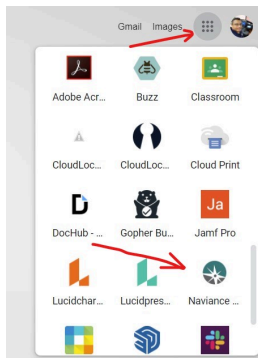 Gmail Images
Adobe Acr... Buzz Classroom
CloudLoc... CloudLoc... Cloud Print
DocHub - ... Gopher Bu... Jamf Pro
Ja
Lucidchar... Lucidpres... Naviance ...